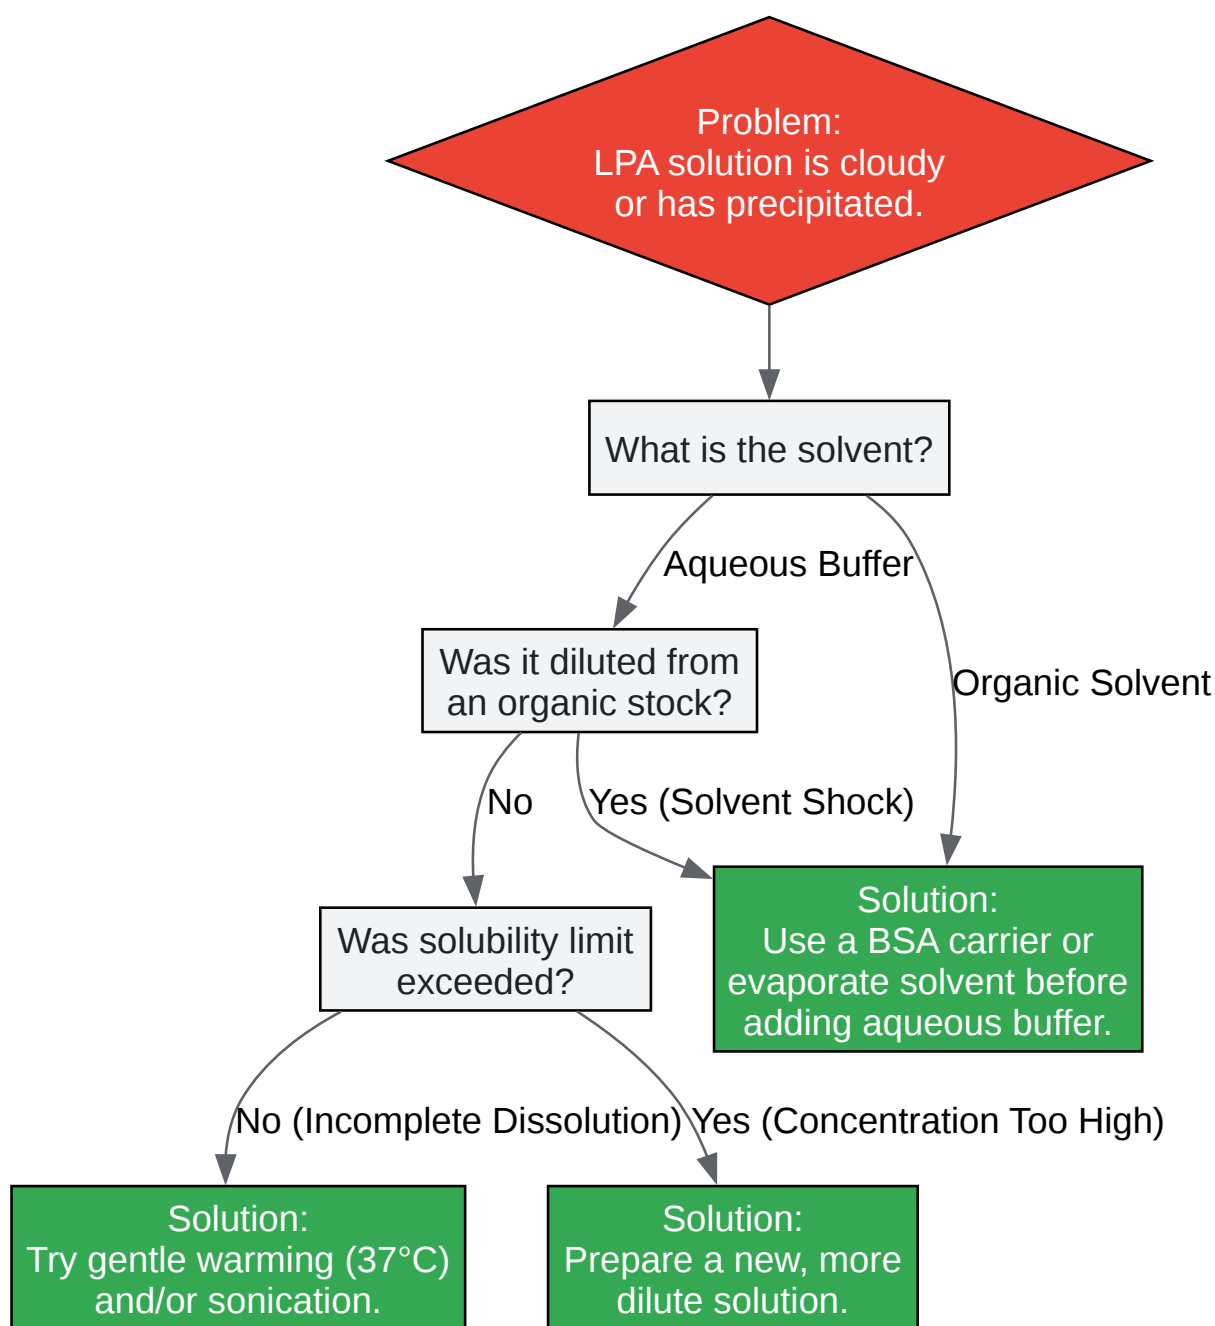 Problem:
LPA solution is cloudy
or has precipitated.
What is the solvent?
Aqueous Buffer
Was it diluted from
an organic stock?
Organic Solvent
No
Yes (Solvent Shock)
Solution:
Use a BSA carrier or
evaporate solvent before
adding aqueous buffer.
Was solubility limit
exceeded?
No (Incomplete Dissolution)
Yes (Concentration Too High)
Solution:
Try gentle warming (37°C)
and/or sonication.
Solution:
Prepare a new, more
dilute solution.